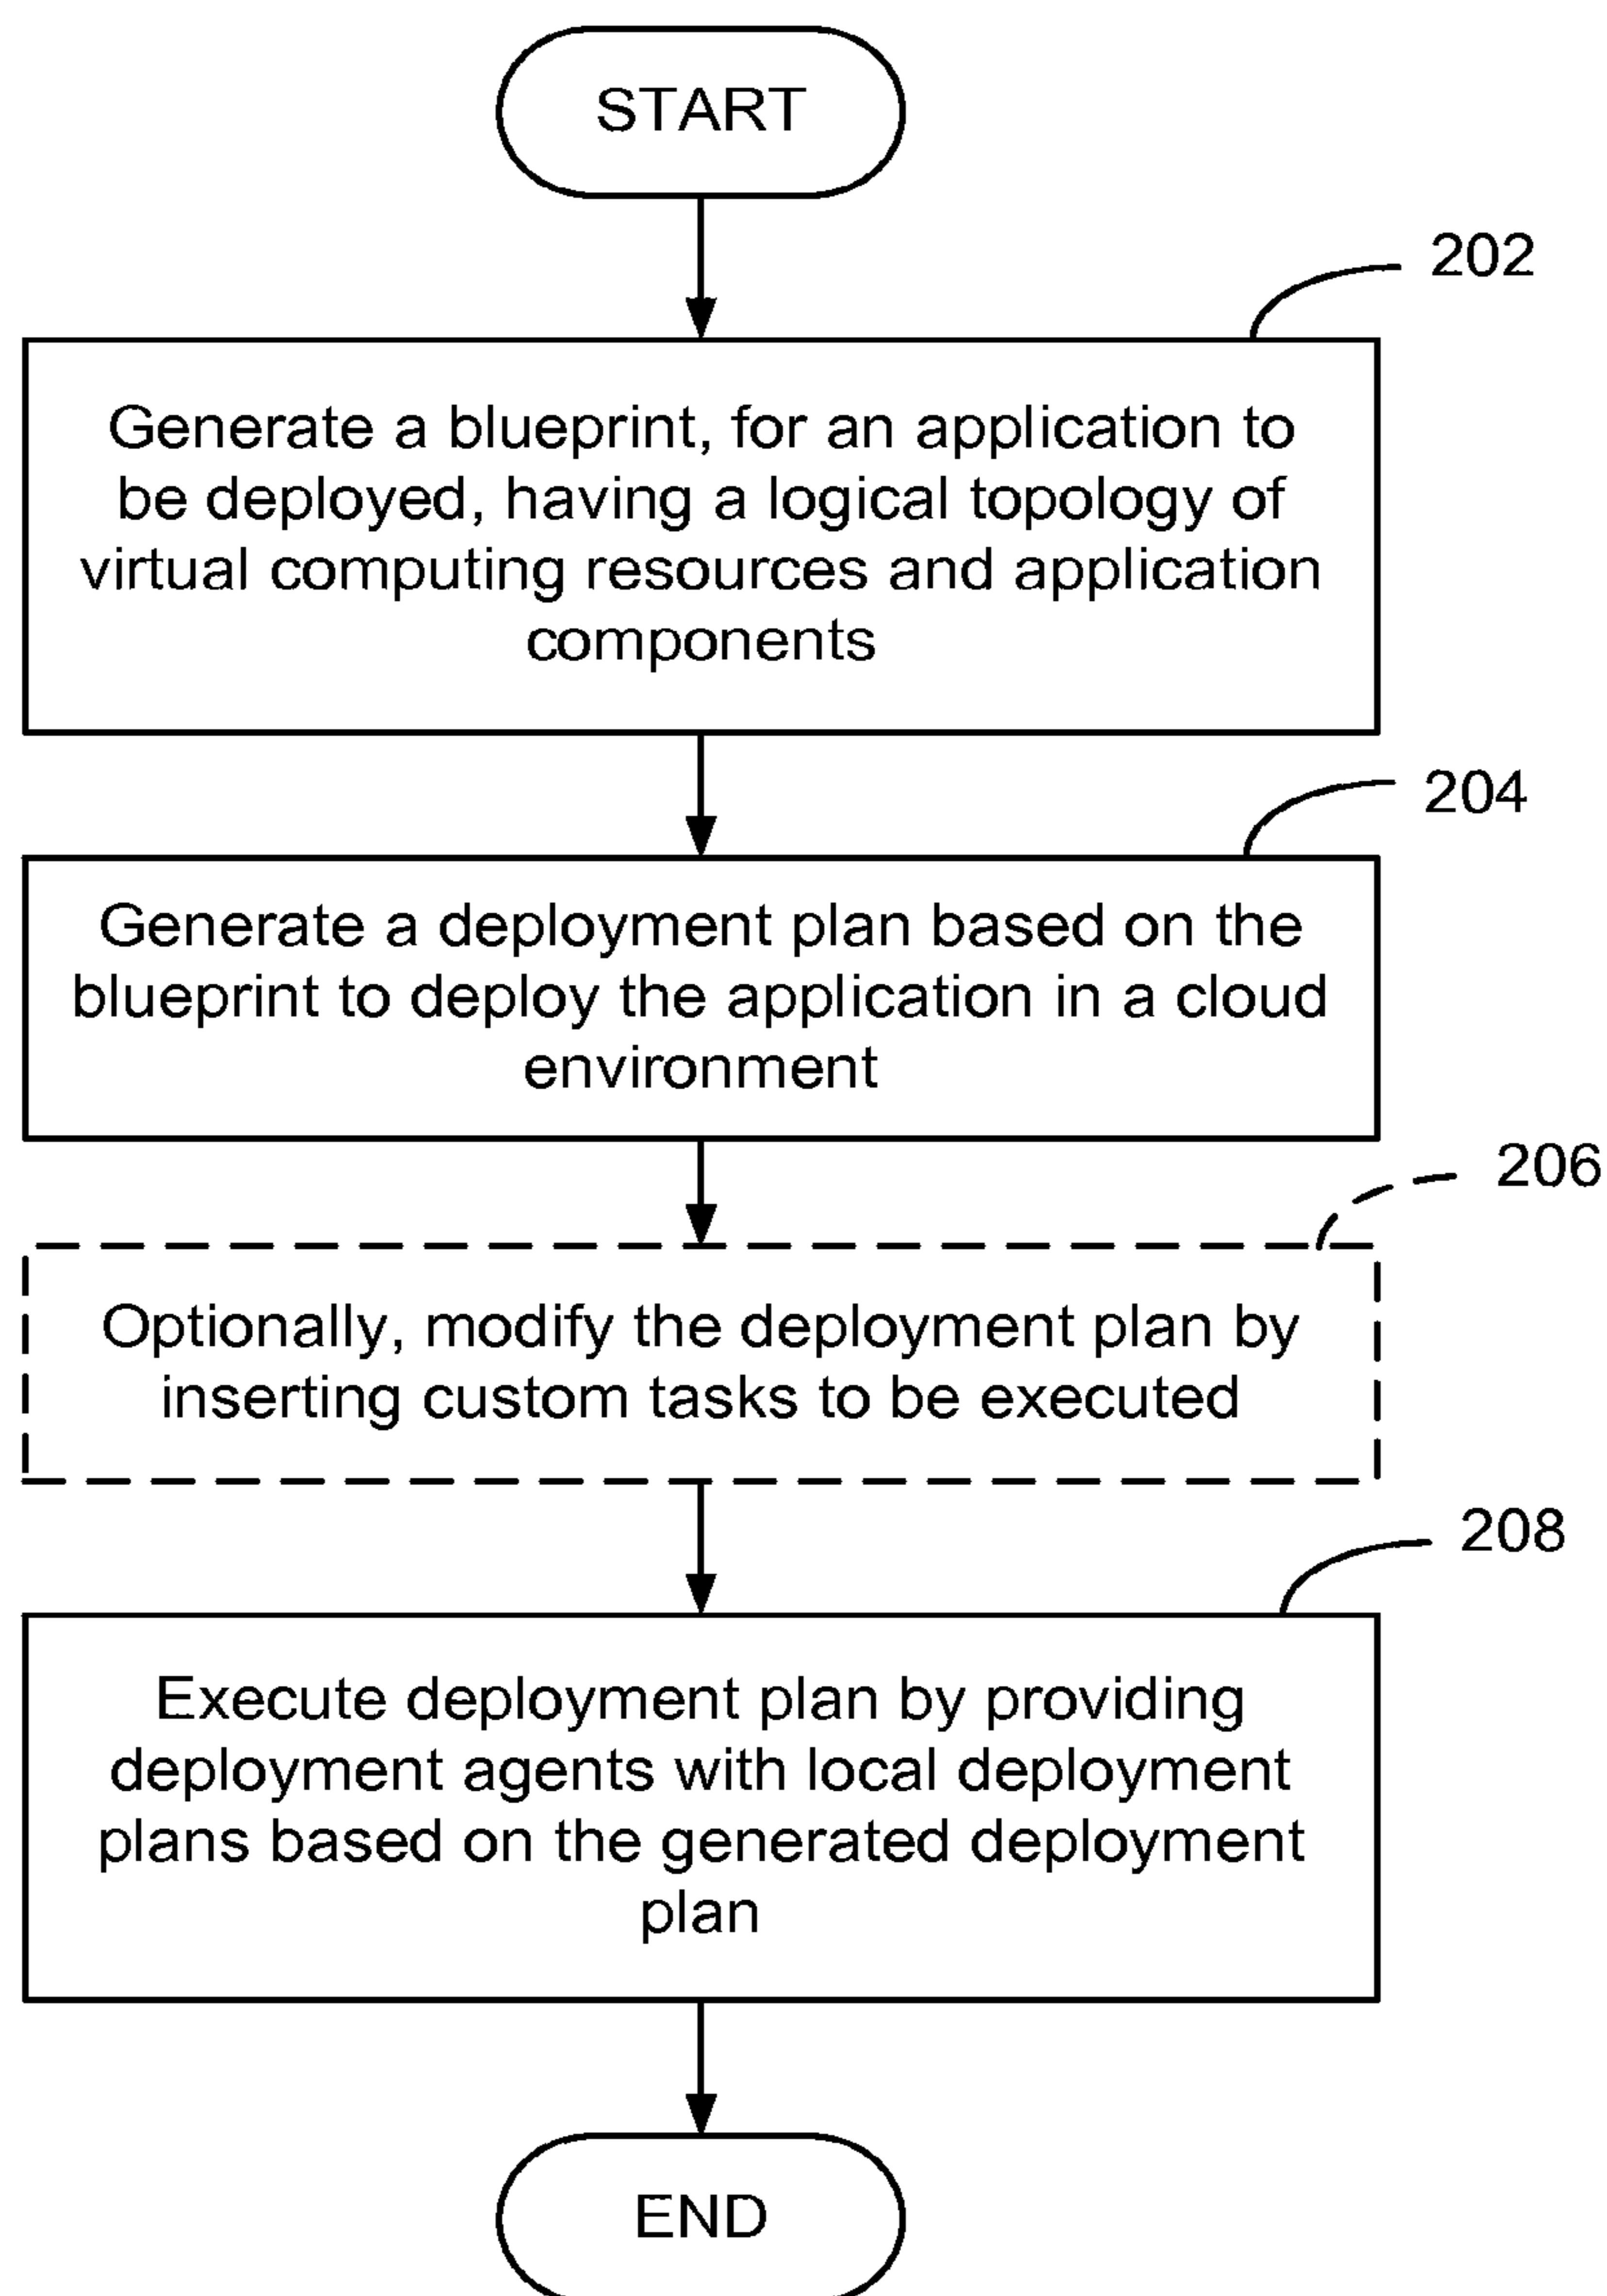 START
202
Generate a blueprint, for an application to
be deployed, having a logical topology of
virtual computing resources and application
components
204
Generate a deployment plan based on the
blueprint to deploy the application in a cloud
environment
206
Optionally, modify the deployment plan by
inserting custom tasks to be executed
208
Execute deployment plan by providing
deployment agents with local deployment
plans based on the generated deployment
plan
END